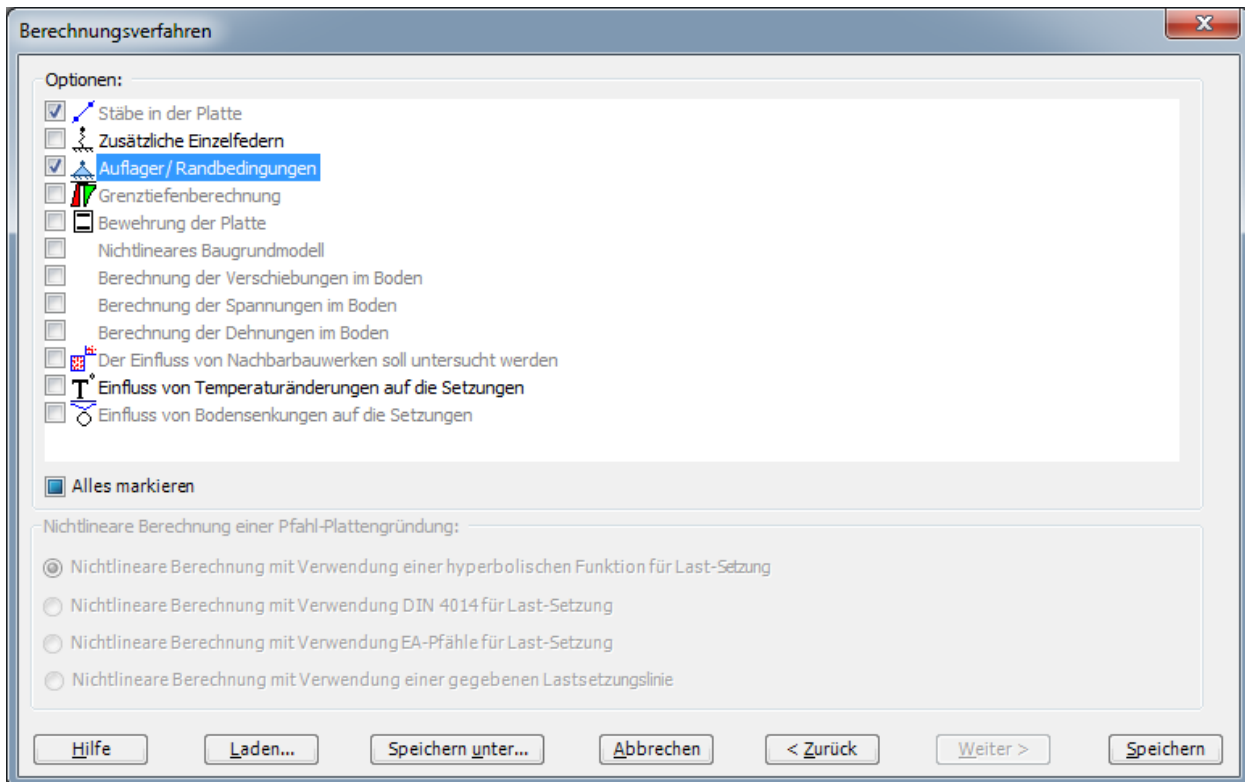 Berechnungsverfahren
Optionen:
Stäbe in der Platte
Zusätzliche Einzelfedern
Auflager/ Randbedingungen
Grenztiefenberechnung
Bewehrung der Platte
Nichtlineares Baugrundmodell
Berechnung der Verschiebungen im Boden
Berechnung der Spannungen im Boden
Berechnung der Dehnungen im Boden
Der Einfluss von Nachbarbauwerken soll untersucht werden
Einfluss von Temperaturänderungen auf die Setzungen
Einfluss von Bodensenkungen auf die Setzungen
Alles markieren
Nichtlineare Berechnung einer Pfahl-Plattengründung:
Nichtlineare Berechnung mit Verwendung einer hyperbolischen Funktion für Last-Setzung
Nichtlineare Berechnung mit Verwendung DIN 4014 für Last-Setzung
Nichtlineare Berechnung mit Verwendung EA-Pfähle für Last-Setzung
Nichtlineare Berechnung mit Verwendung einer gegebenen Lastsetzungslinie
Hilfe Laden... Speichern unter... Abbrechen < Zurück Weiter > Speichern